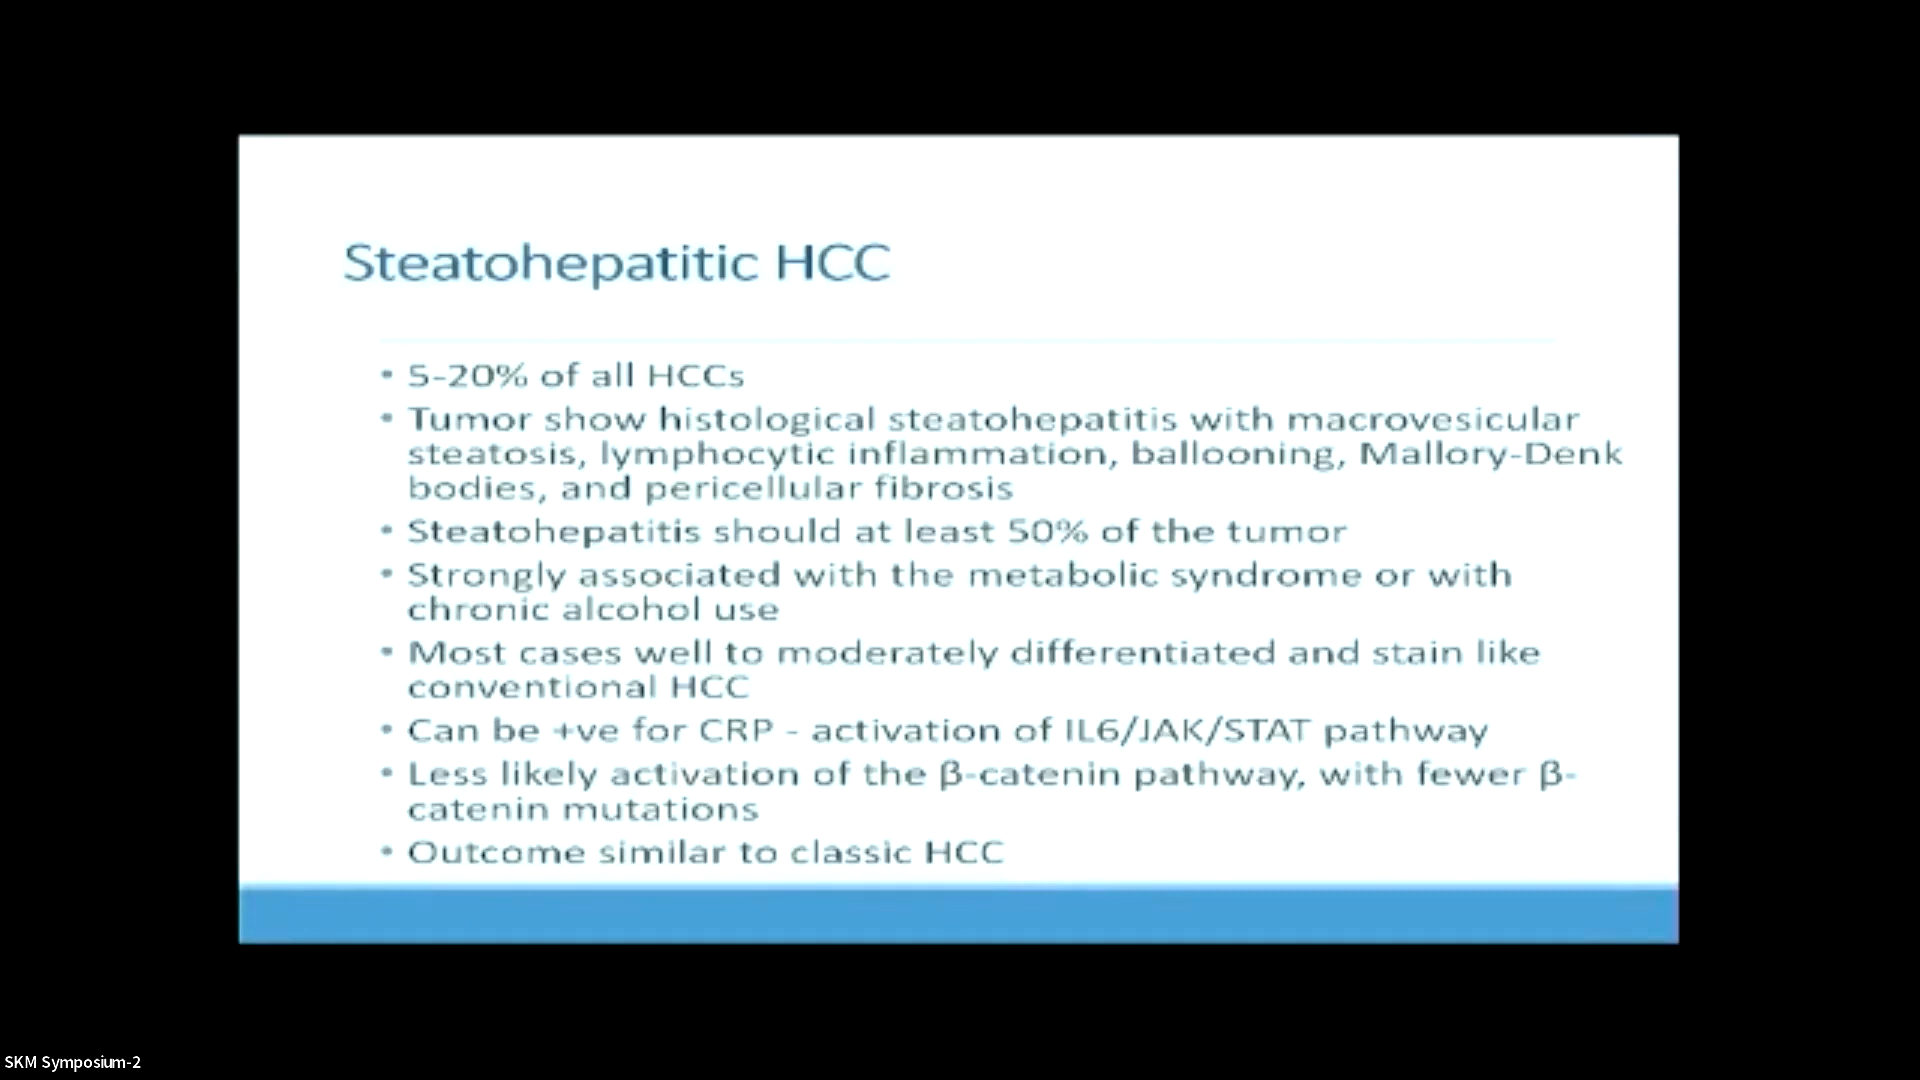 Steatohepatitic HCC
• 5-20% of all HCCs
• Tumor show histological steatohepatitis with macrovesicular
steatosis, lymphocytic inflammation, ballooning, Mallory-Denk
bodies, and pericellular fibrosis
• Steatohepatitis should at least 50% of the tumor
• Strongly associated with the metabolic syndrome or with
chronic alcohol use
• Most cases well to moderately differentiated and stain like
conventional HCC
• Can be +ve for CRP - activation of IL6/JAK/STAT pathway
• Less likely activation of the β-catenin pathway, with fewer β-
catenin mutations
• Outcome similar to classic HCC
SKM Symposium-2